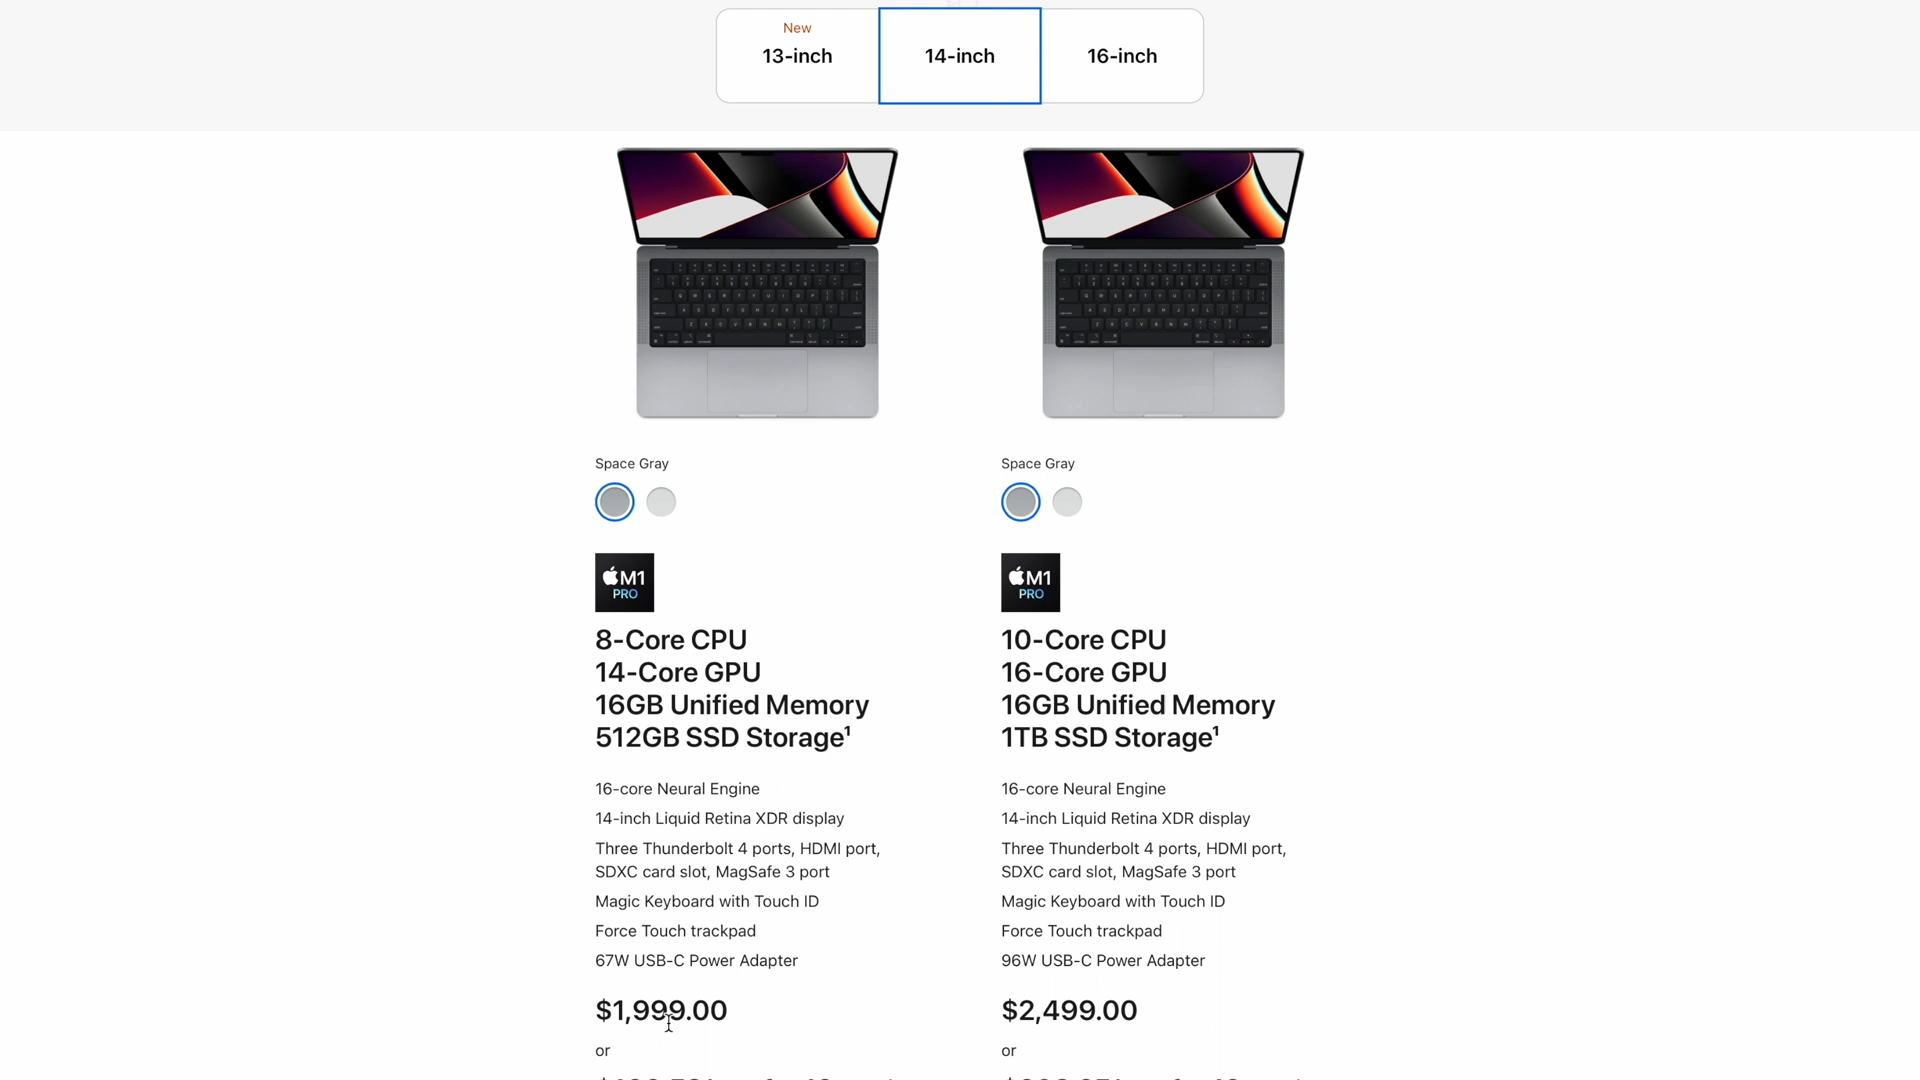 New
13-inch
14-inch
16-inch
Space Gray
M1
PRO
8-Core CPU
14-Core GPU
16GB Unified Memory
512GB SSD Storage¹
16-core Neural Engine
14-inch Liquid Retina XDR display
Three Thunderbolt 4 ports, HDMI port,
SDXC card slot, MagSafe 3 port
Magic Keyboard with Touch ID
Force Touch trackpad
67W USB-C Power Adapter
$1,999.00
or
Space Gray
M1
PRO
10-Core CPU
16-Core GPU
16GB Unified Memory
1TB SSD Storage¹
16-core Neural Engine
14-inch Liquid Retina XDR display
Three Thunderbolt 4 ports, HDMI port,
SDXC card slot, MagSafe 3 port
Magic Keyboard with Touch ID
Force Touch trackpad
96W USB-C Power Adapter
$2,499.00
or